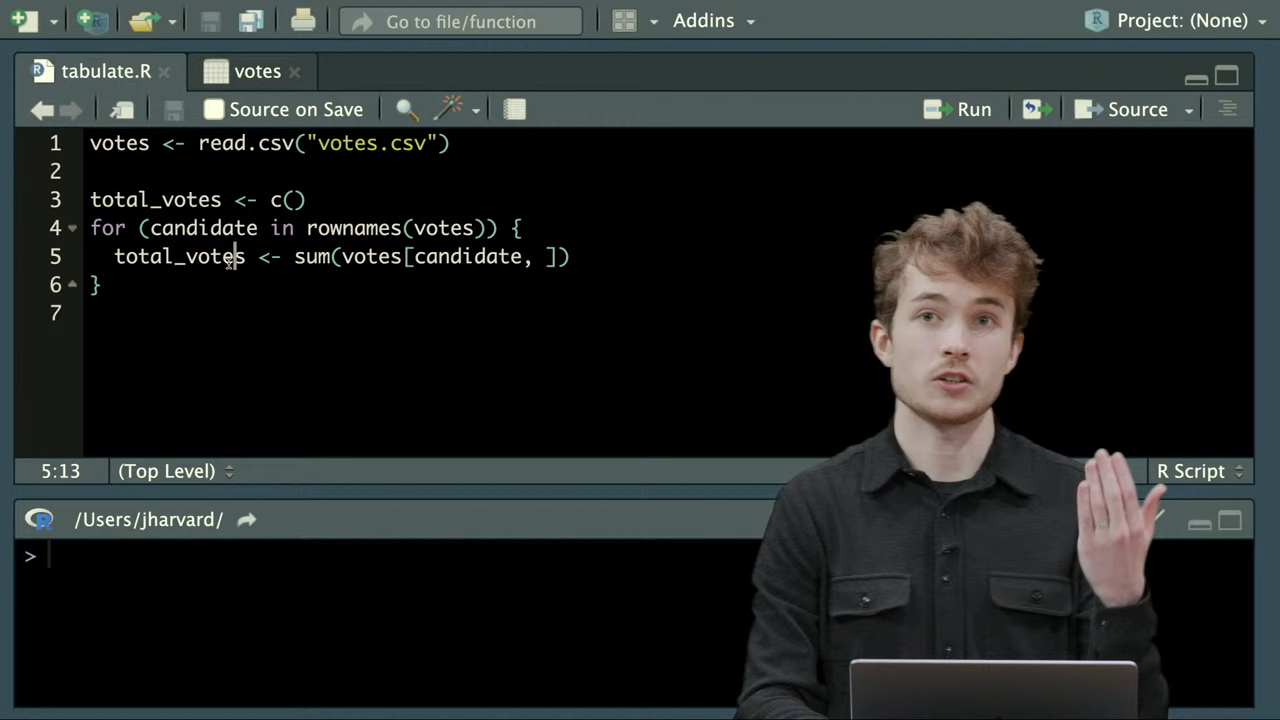 Go to file/function
Addins
Project: (None)
tabulate.R
votes
Source on Save
Run
Source
1 votes <- read.csv("votes.csv")
2
3 total_votes <- c()
4 for (candidate in rownames(votes)) {
5 total_votes <- sum(votes[candidate, ])
6 }
7
5:13
(Top Level)
R Script
/Users/jharvard/
>